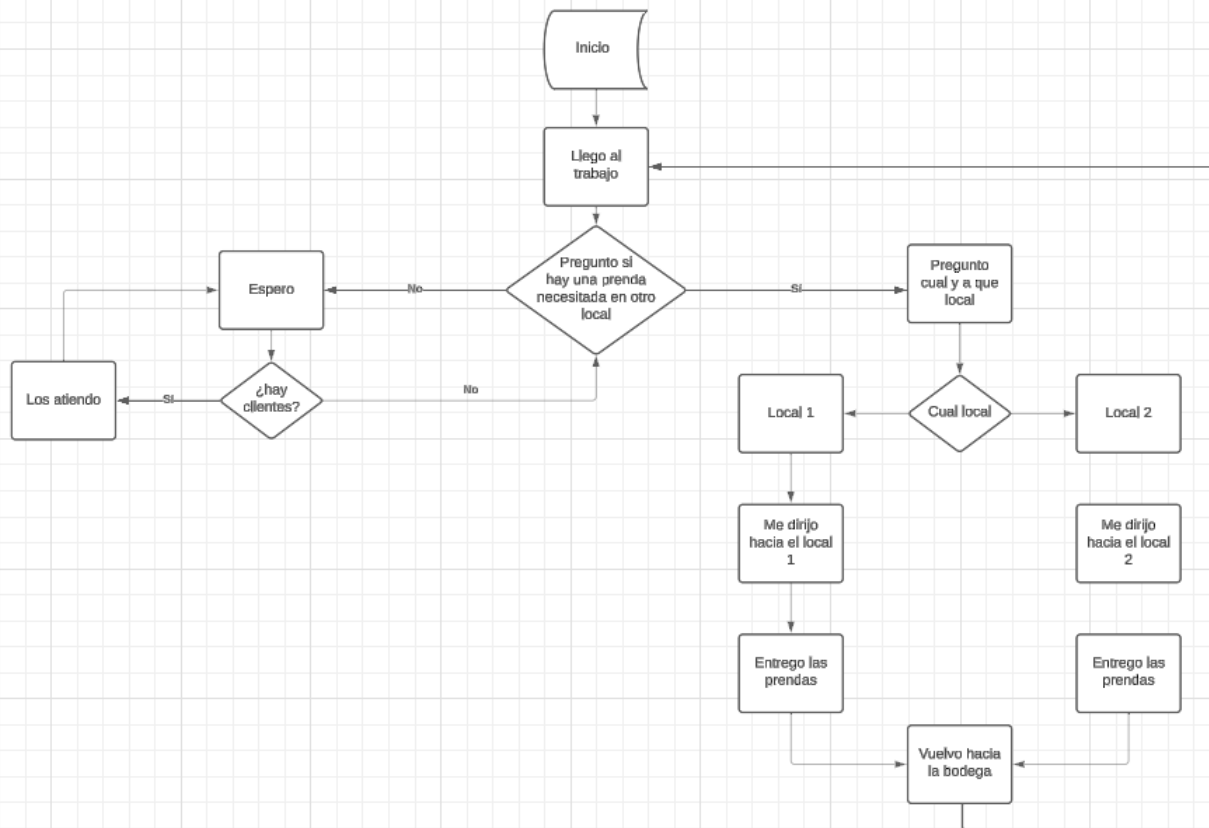 Inicio
Llego al
trabajo
Pregunto si
hay una prenda
necesitada en otro
local
No
Espero
Sí
Pregunto
cual y a que
local
¿hay
clientes?
No
Sí
Los atiendo
Cual local
Local 1
Local 2
Me dirijo
hacia el local
1
Me dirijo
hacia el local
2
Entrego las
prendas
Entrego las
prendas
Vuelvo hacia
la bodega